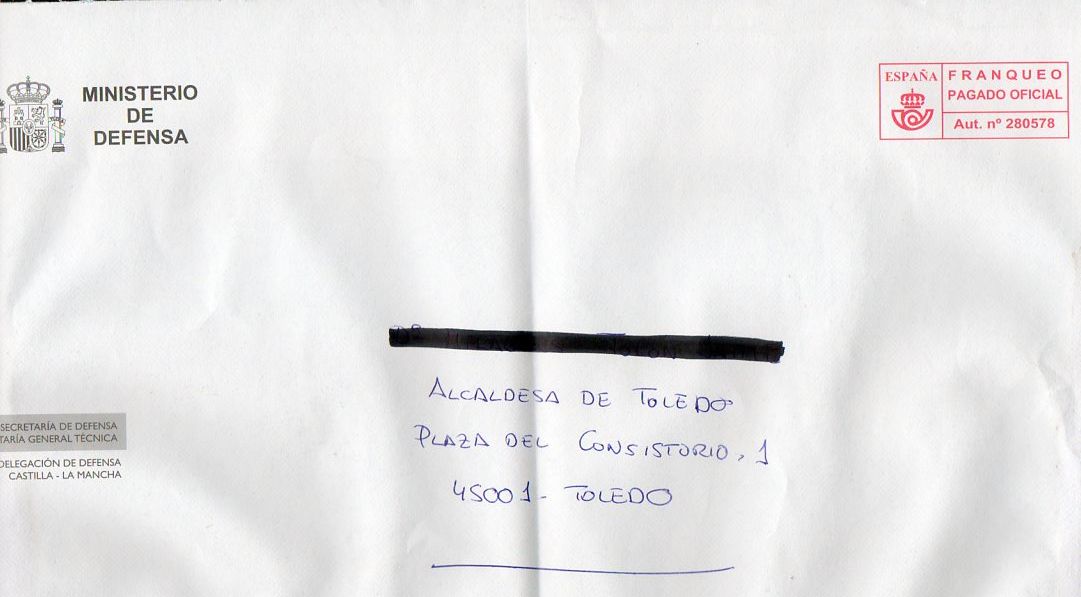 MINISTERIO
DE
DEFENSA
ESPAÑA
FRANQUEO
PAGADO OFICIAL
Aut. nº 280578
ALCALDESA DE TOLEDO
PLAZA DEL CONSISTORIO, 1
45001 - TOLEDO
SECRETARÍA DE DEFENSA
TARÍA GENERAL TÉCNICA
DELEGACIÓN DE DEFENSA
CASTILLA - LA MANCHA